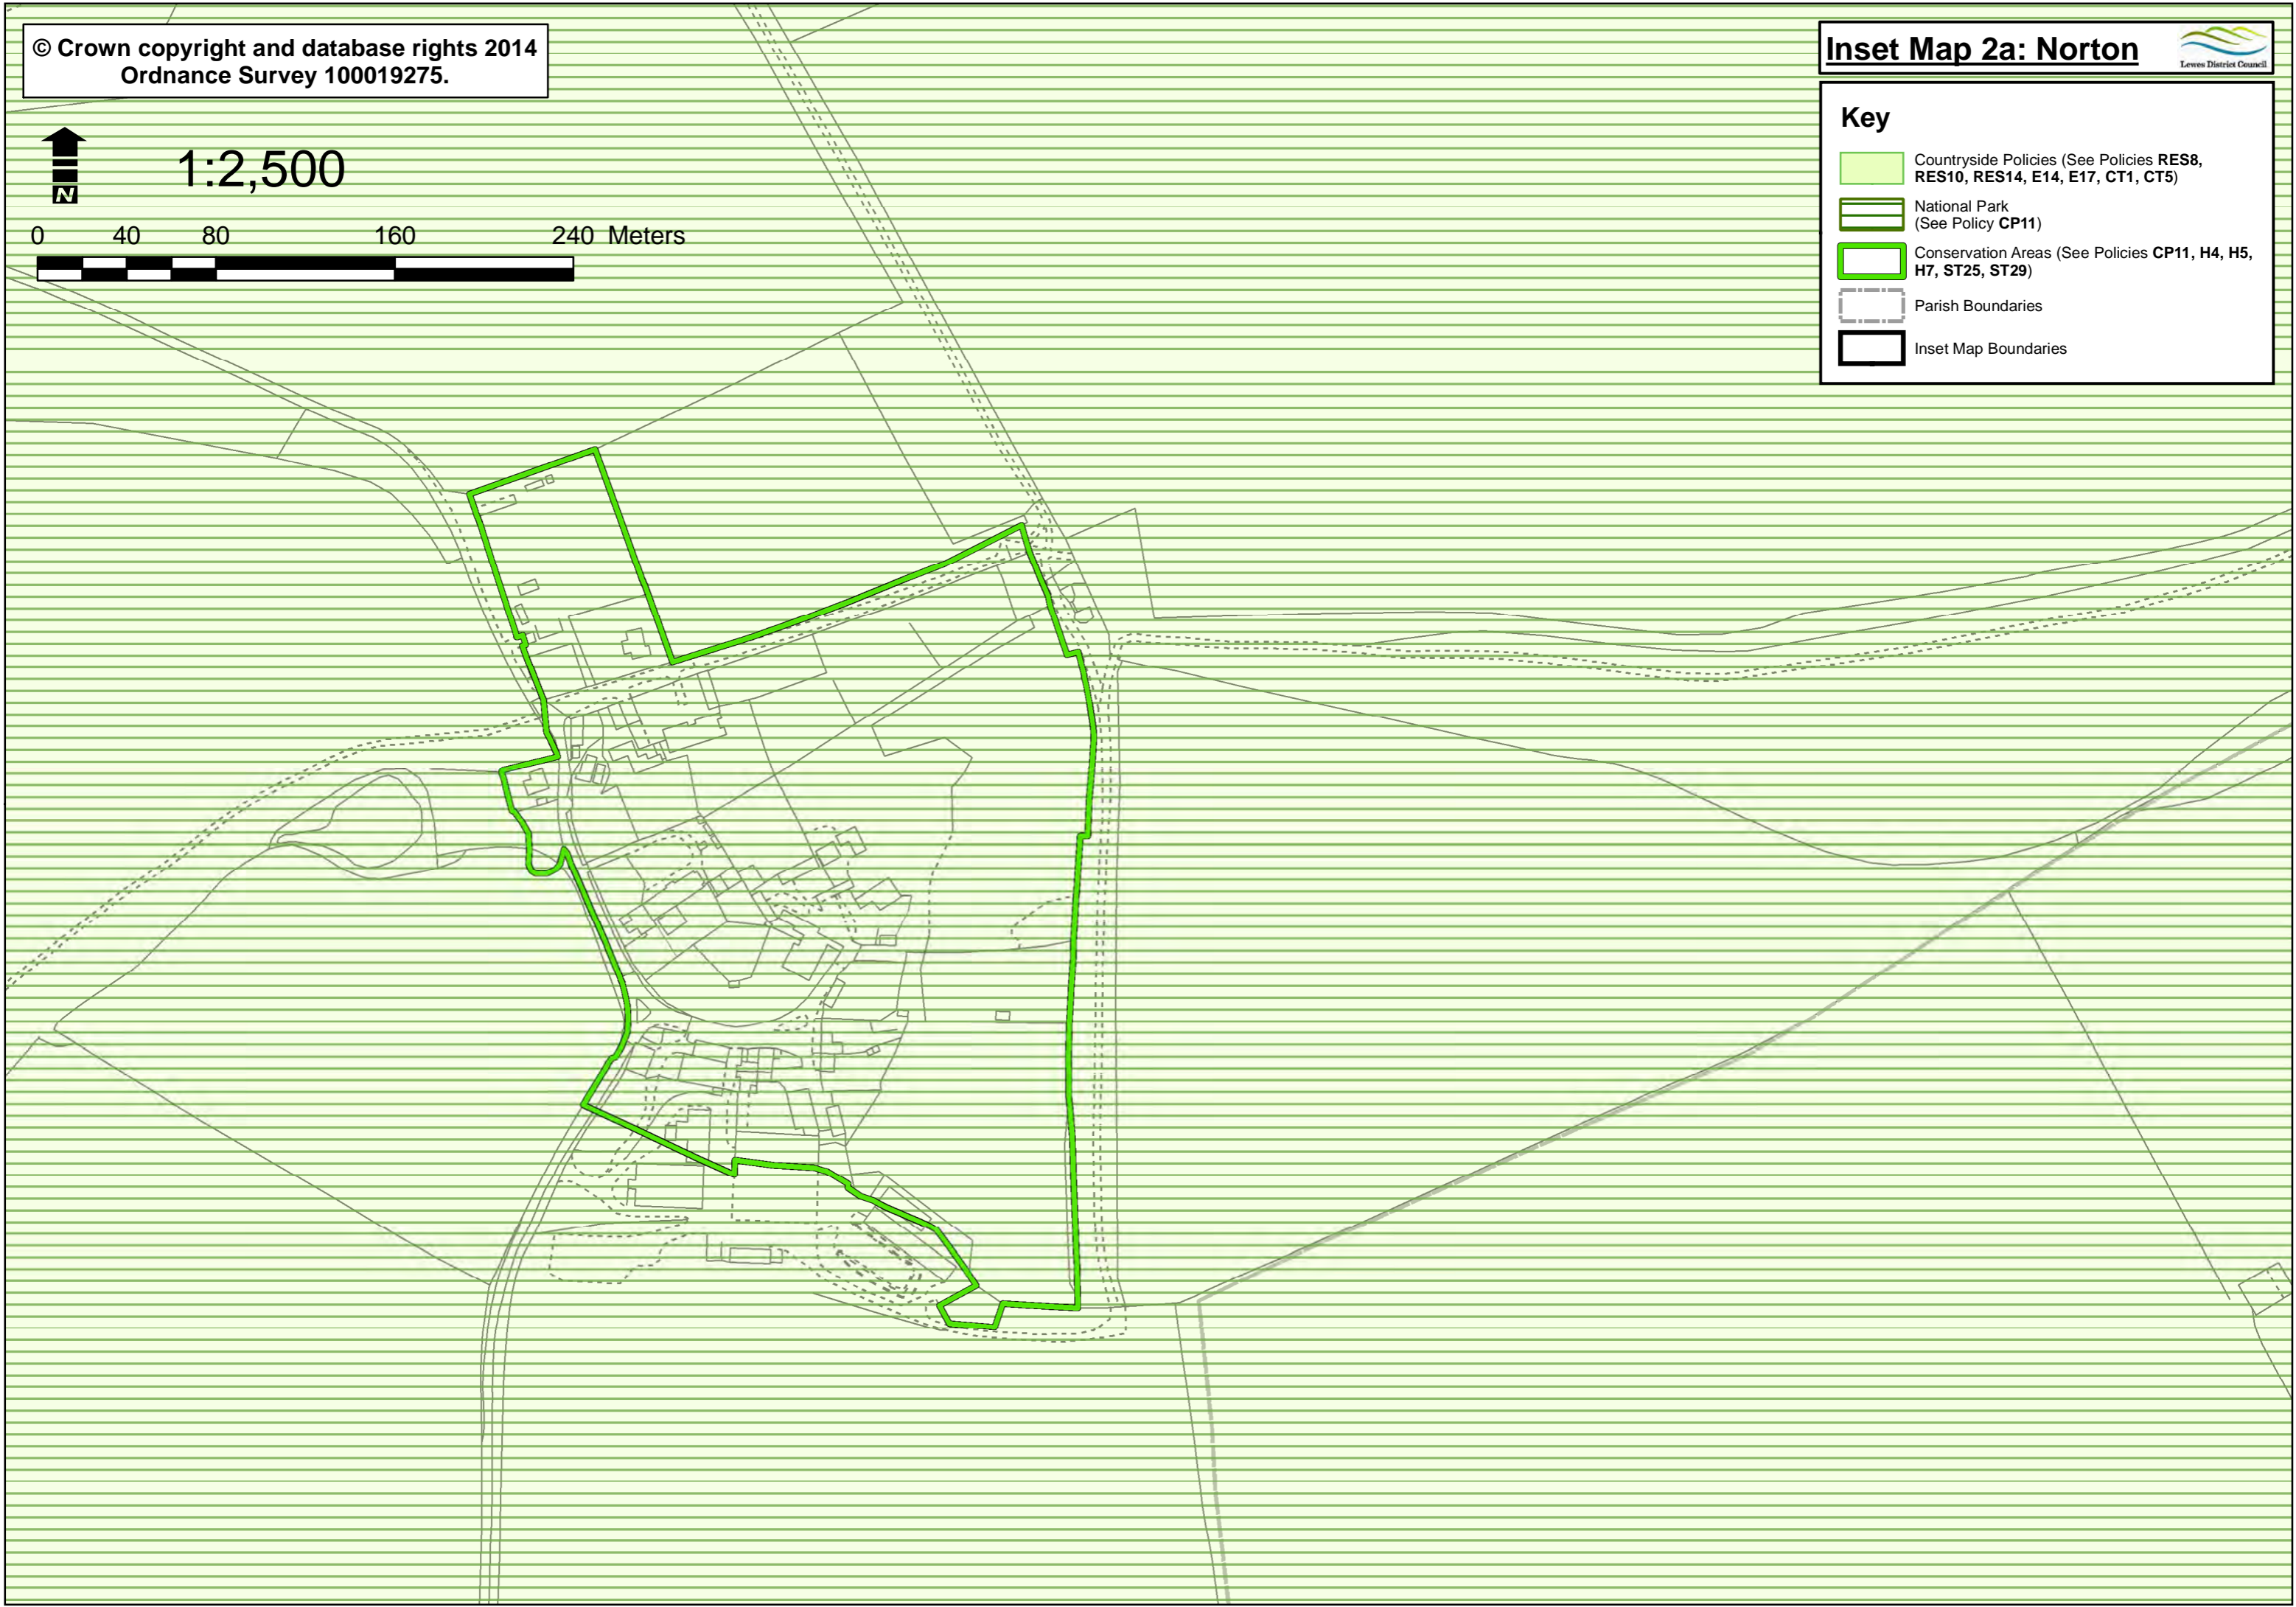 © Crown copyright and database rights 2014
Ordnance Survey 100019275.
Inset Map 2a: Norton
Lewes District Council
N
1:2,500
0 40 80 160 240 Meters
Key
Countryside Policies (See Policies RES8,
RES10, RES14, E14, E17, CT1, CT5)
National Park
(See Policy CP11)
Conservation Areas (See Policies CP11, H4, H5,
H7, ST25, ST29)
Parish Boundaries
Inset Map Boundaries